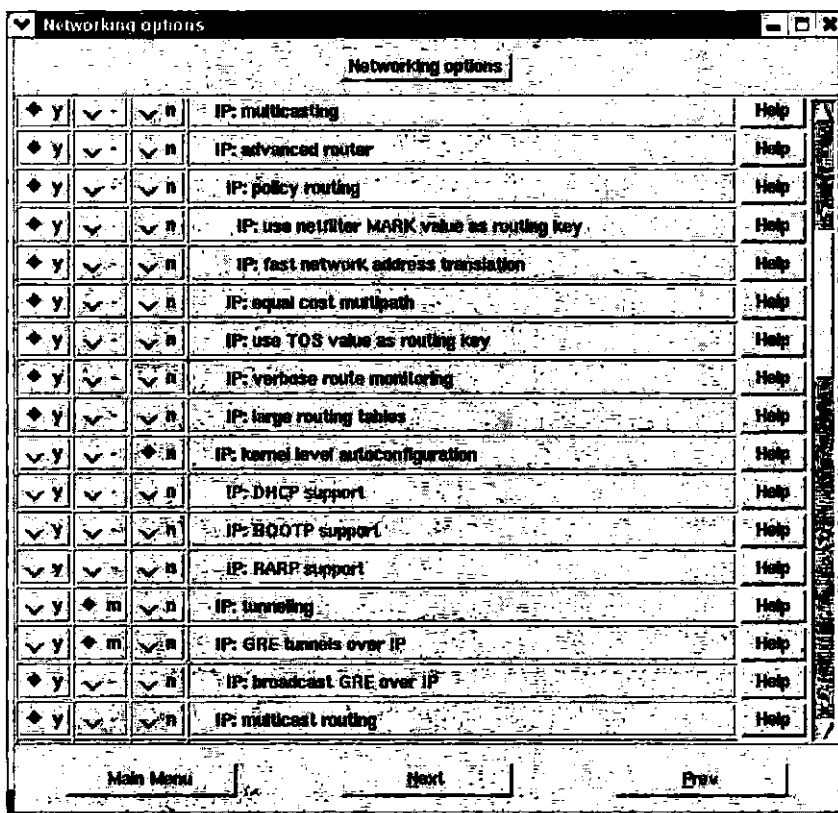 Networking options
Networking options
y - n IP: multicasting Help
y - n IP: advanced router Help
y - n IP: policy routing Help
y n IP: use netfilter MARK value as routing key Help
y - n IP: fast network address translation Help
y - n IP: equal cost multipath Help
y - n IP: use TOS value as routing key Help
y - n IP: verbose route monitoring Help
y - n IP: large routing tables Help
y - n IP: kernel level autoconfiguration Help
y - n IP: DHCP support Help
y - n IP: BOOTP support Help
y - n IP: RARP support Help
y m n IP: tunneling Help
y m n IP: GRE tunnels over IP Help
y - n IP: broadcast GRE over IP Help
y - n IP: multicast routing Help
Main Menu Next Prev